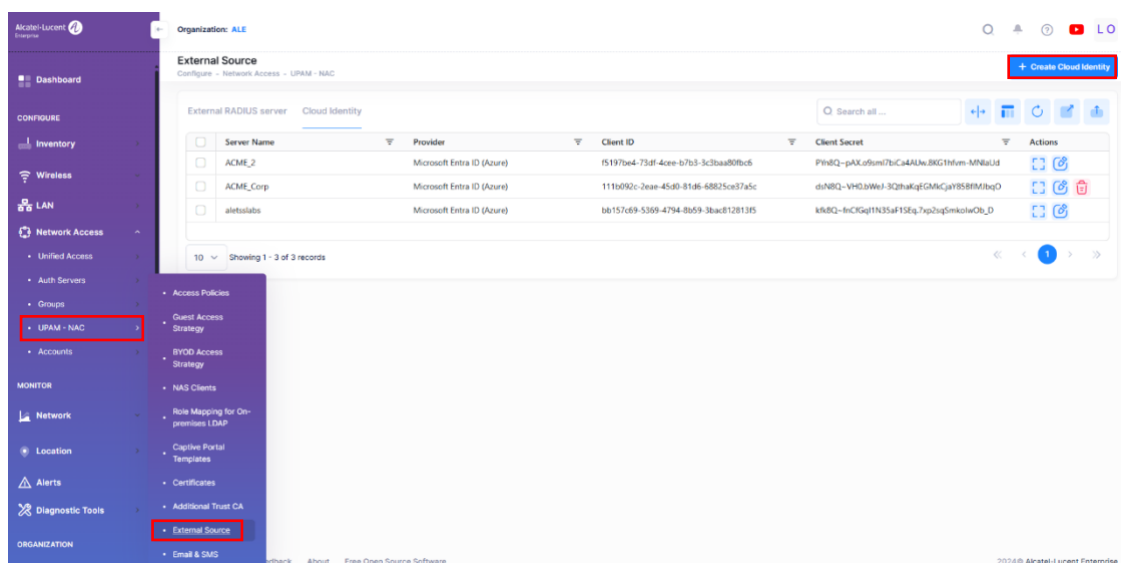 Alcatel-Lucent
Enterprise
Organization: ALE
L O
External Source
Configure - Network Access - UPAM - NAC
+ Create Cloud Identity
Dashboard
CONFIGURE
Inventory
Wireless
LAN
Network Access
Unified Access
Auth Servers
Groups
UPAM - NAC
Accounts
MONITOR
Network
Location
Alerts
Diagnostic Tools
ORGANIZATION
Access Policies
Guest Access
Strategy
BYOD Access
Strategy
NAS Clients
Role Mapping for On-
premises LDAP
Captive Portal
Templates
Certificates
Additional Trust CA
External Source
Email & SMS
External RADIUS server Cloud Identity
Search all ...
Server Name Provider Client ID Client Secret Actions
ACME_2 Microsoft Entra ID (Azure) f5197be4-73df-4cee-b7b3-3c3baa80fbc6
ACME_Corp Microsoft Entra ID (Azure) 111b092c-2eae-45d0-81d6-68825ce37a5c
aletsslabs Microsoft Entra ID (Azure) bb157c69-5369-4794-8b59-3bac812813f5
10 Showing 1 - 3 of 3 records
1
About Free Open Source Software
2024© Alcatel-Lucent Enterprise